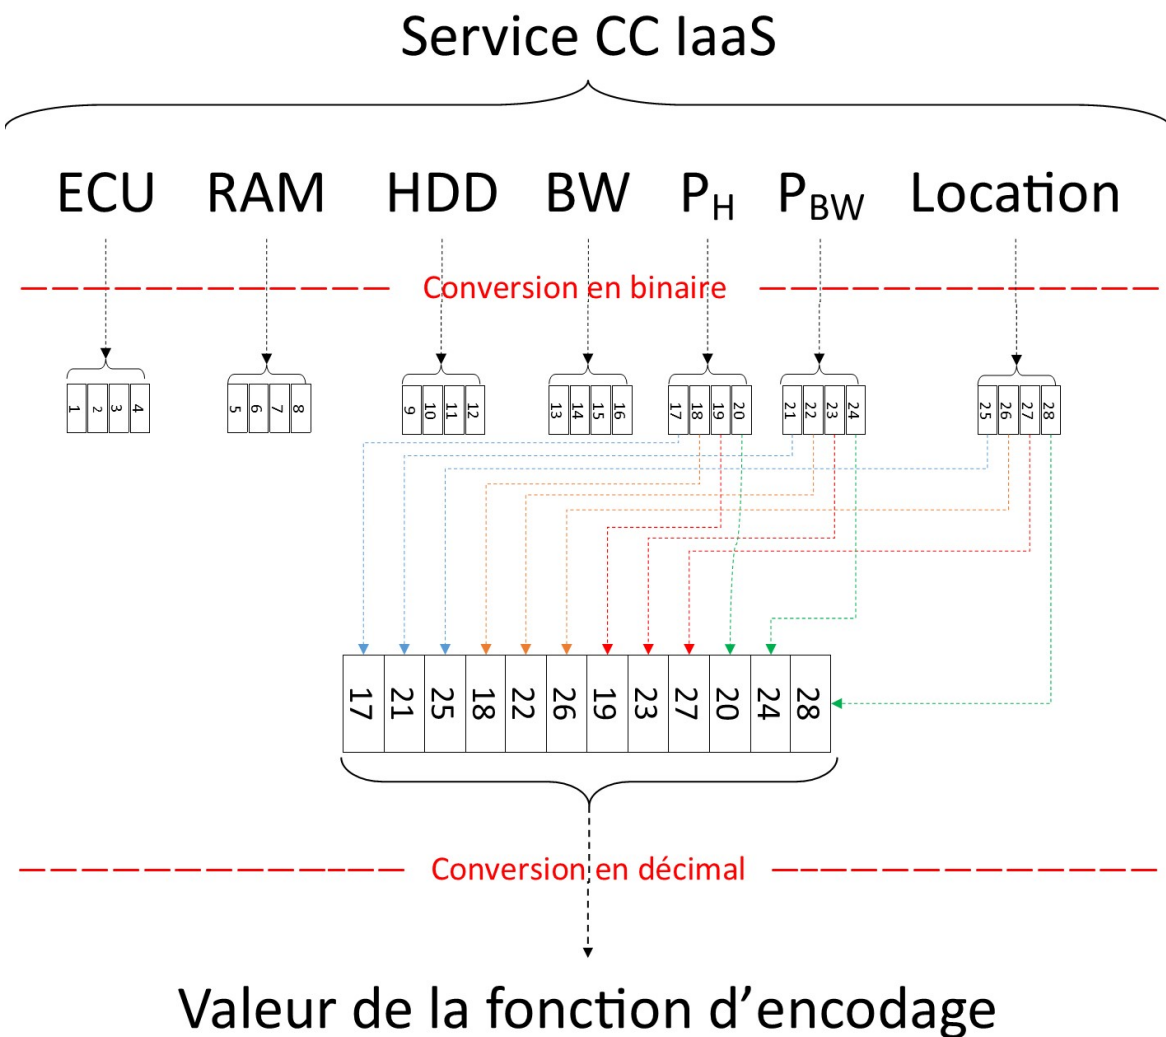 Service CC IaaS
ECU RAM HDD BW PH PBW Location
Conversion en binaire
1 2 3 4 5 6 7 8 9 10 11 12 13 14 15 16 17 18 19 20 21 22 23 24 25 26 27 28
17 21 25 18 22 26 19 23 27 20 24 28
Conversion en décimal
Valeur de la fonction d’encodage